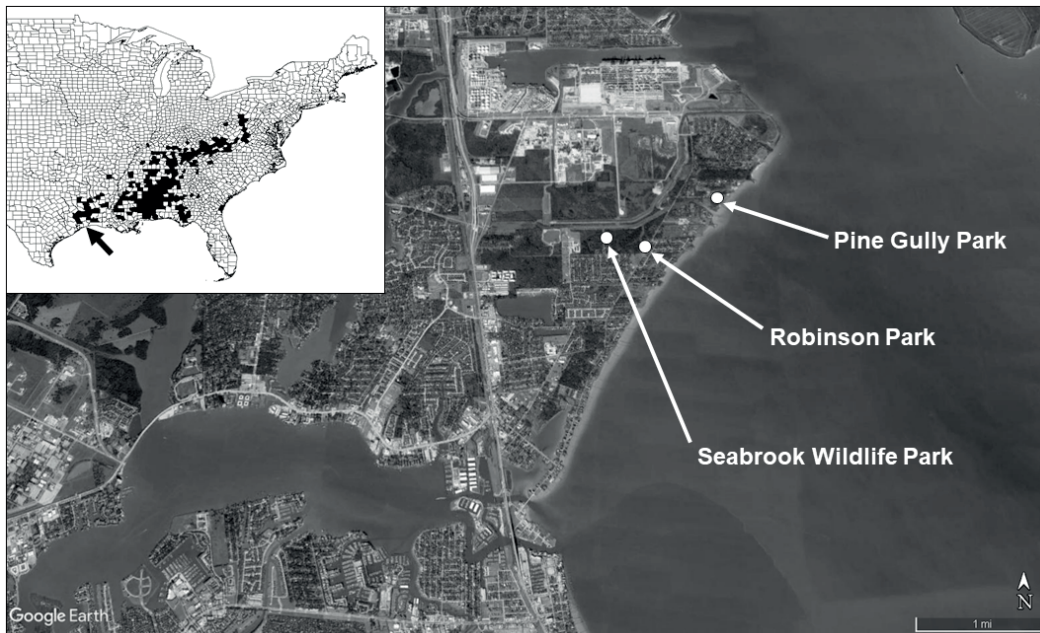 Pine Gully Park
Robinson Park
Seabrook Wildlife Park
Google Earth
N
1 mi